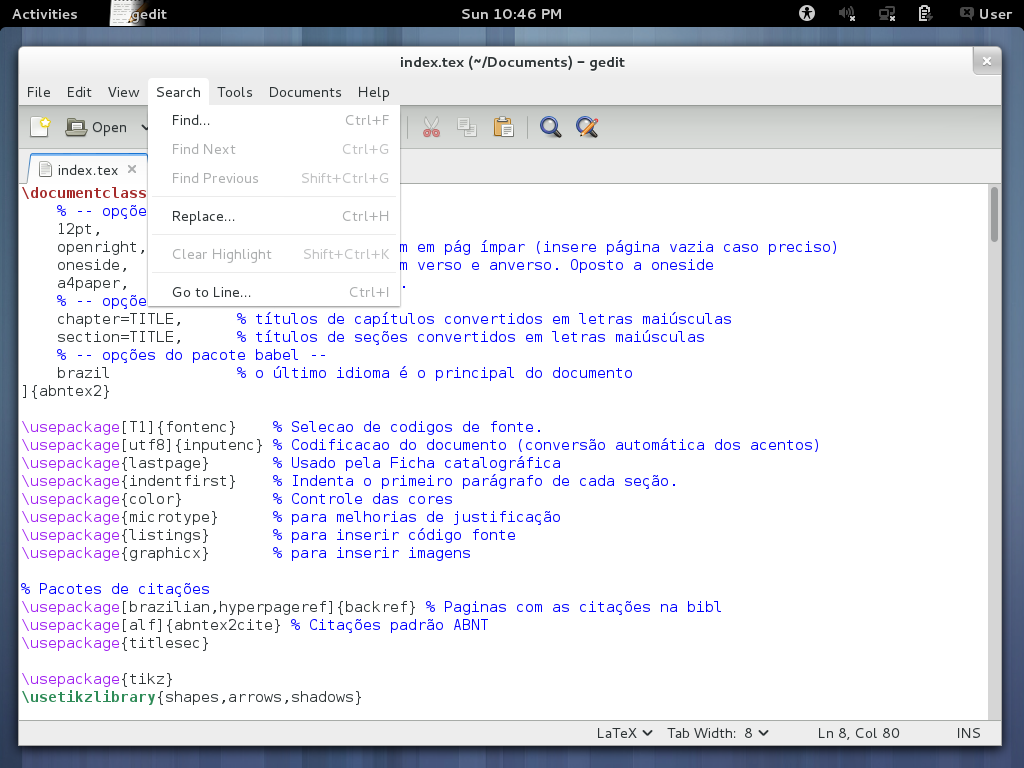 Activities gedit Sun 10:46 PM User
index.tex (~/Documents) - gedit
File Edit View Search Tools Documents Help
Open
Find... Ctrl+F
Find Next Ctrl+G
Find Previous Shift+Ctrl+G
Replace... Ctrl+H
Clear Highlight Shift+Ctrl+K
Go to Line... Ctrl+I
index.tex
\documentclass
% -- opçõe
12pt,
openright, m em pág ímpar (insere página vazia caso preciso)
oneside, m verso e anverso. Oposto a oneside
a4paper, .
% -- opçõe
chapter=TITLE, % títulos de capítulos convertidos em letras maiúsculas
section=TITLE, % títulos de seções convertidos em letras maiúsculas
% -- opções do pacote babel --
brazil % o último idioma é o principal do documento
]{abntex2}
\usepackage[T1]{fontenc} % Selecao de codigos de fonte.
\usepackage[utf8]{inputenc} % Codificacao do documento (conversão automática dos acentos)
\usepackage{lastpage} % Usado pela Ficha catalográfica
\usepackage{indentfirst} % Indenta o primeiro parágrafo de cada seção.
\usepackage{color} % Controle das cores
\usepackage{microtype} % para melhorias de justificação
\usepackage{listings} % para inserir código fonte
\usepackage{graphicx} % para inserir imagens
% Pacotes de citações
\usepackage[brazilian,hyperpageref]{backref} % Paginas com as citações na bibl
\usepackage[alf]{abntex2cite} % Citações padrão ABNT
\usepackage{titlesec}
\usepackage{tikz}
\usetikzlibrary{shapes,arrows,shadows}
LaTeX Tab Width: 8 Ln 8, Col 80 INS